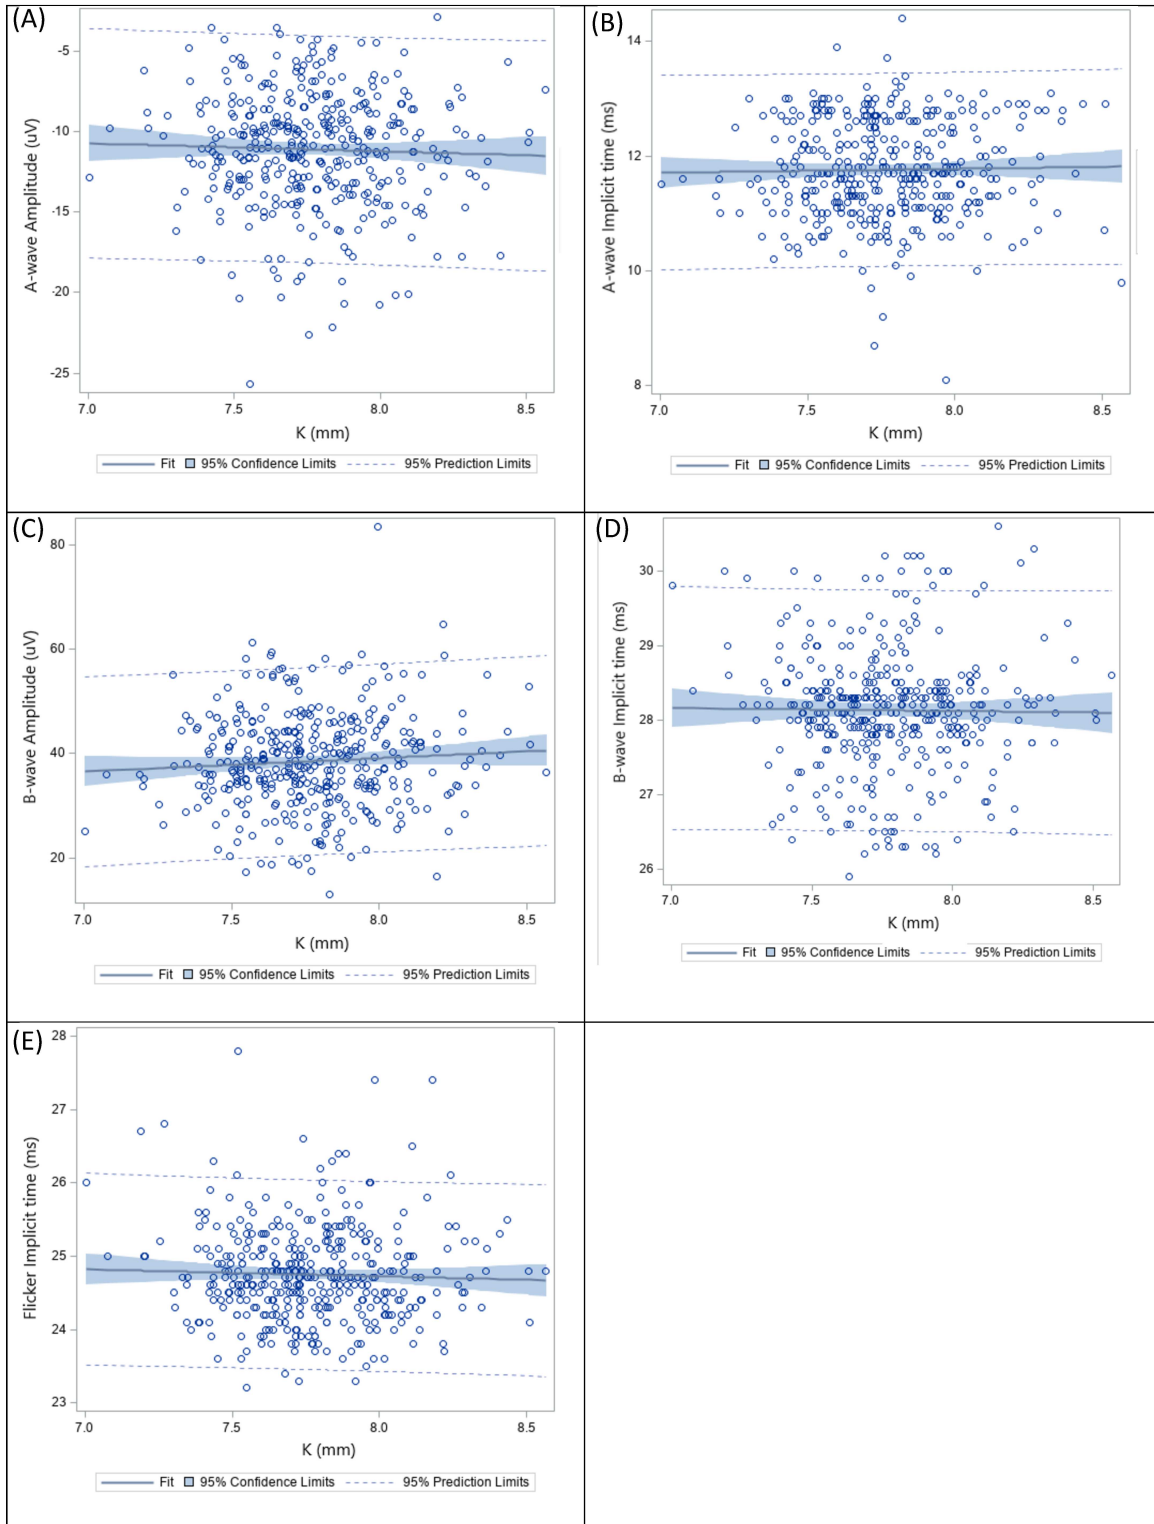 (A)
A-wave Amplitude (uV)
-5
-10
-15
-20
-25
7.0 7.5 8.0 8.5
K (mm)
Fit 95% Confidence Limits 95% Prediction Limits
(B)
A-wave Implicit time (ms)
14
12
10
8
7.0 7.5 8.0 8.5
K (mm)
Fit 95% Confidence Limits 95% Prediction Limits
(C)
B-wave Amplitude (uV)
80
60
40
20
7.0 7.5 8.0 8.5
K (mm)
Fit 95% Confidence Limits 95% Prediction Limits
(D)
B-wave Implicit time (ms)
30
29
28
27
26
7.0 7.5 8.0 8.5
K (mm)
Fit 95% Confidence Limits 95% Prediction Limits
(E)
Flicker Implicit time (ms)
28
27
26
25
24
23
7.0 7.5 8.0 8.5
K (mm)
Fit 95% Confidence Limits 95% Prediction Limits